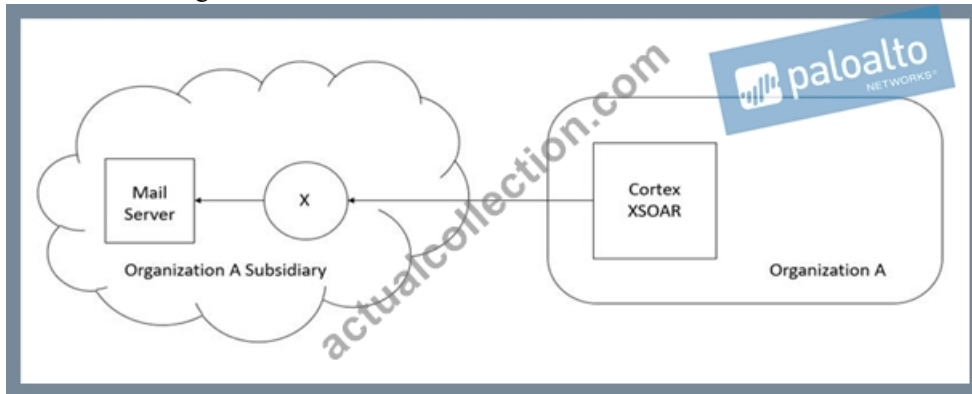 paloalto
NETWORKS®
Mail
Server
X
Cortex
XSOAR
Organization A Subsidiary
Organization A
actualcollection.com